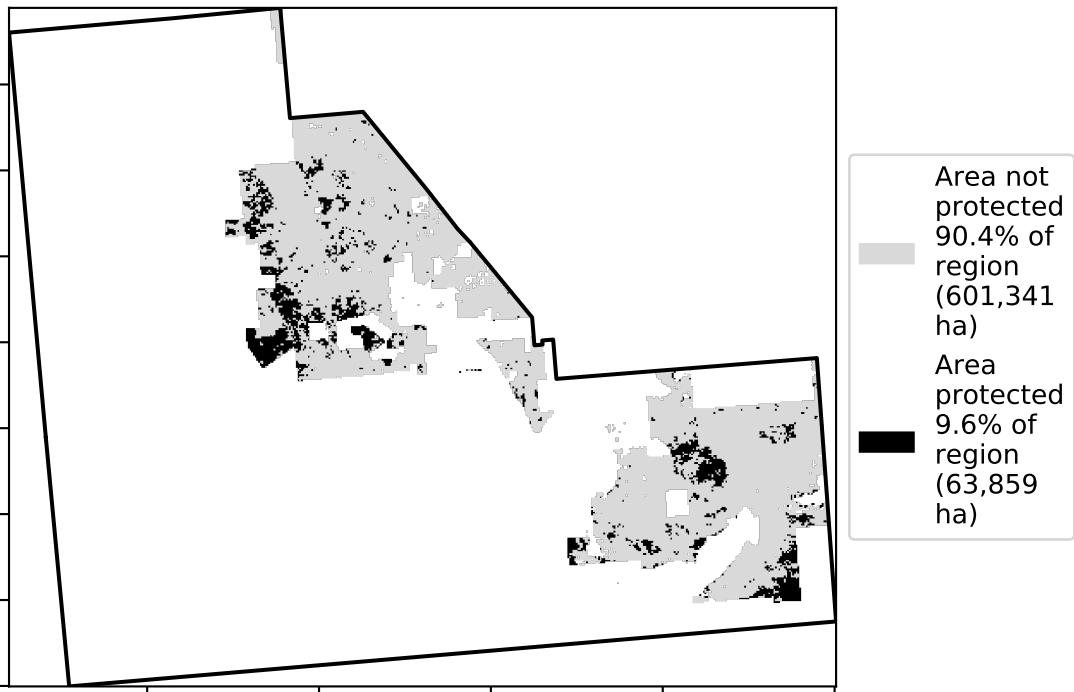 Area not
protected
90.4% of
region
(601,341
ha)
Area
protected
9.6% of
region
(63,859
ha)